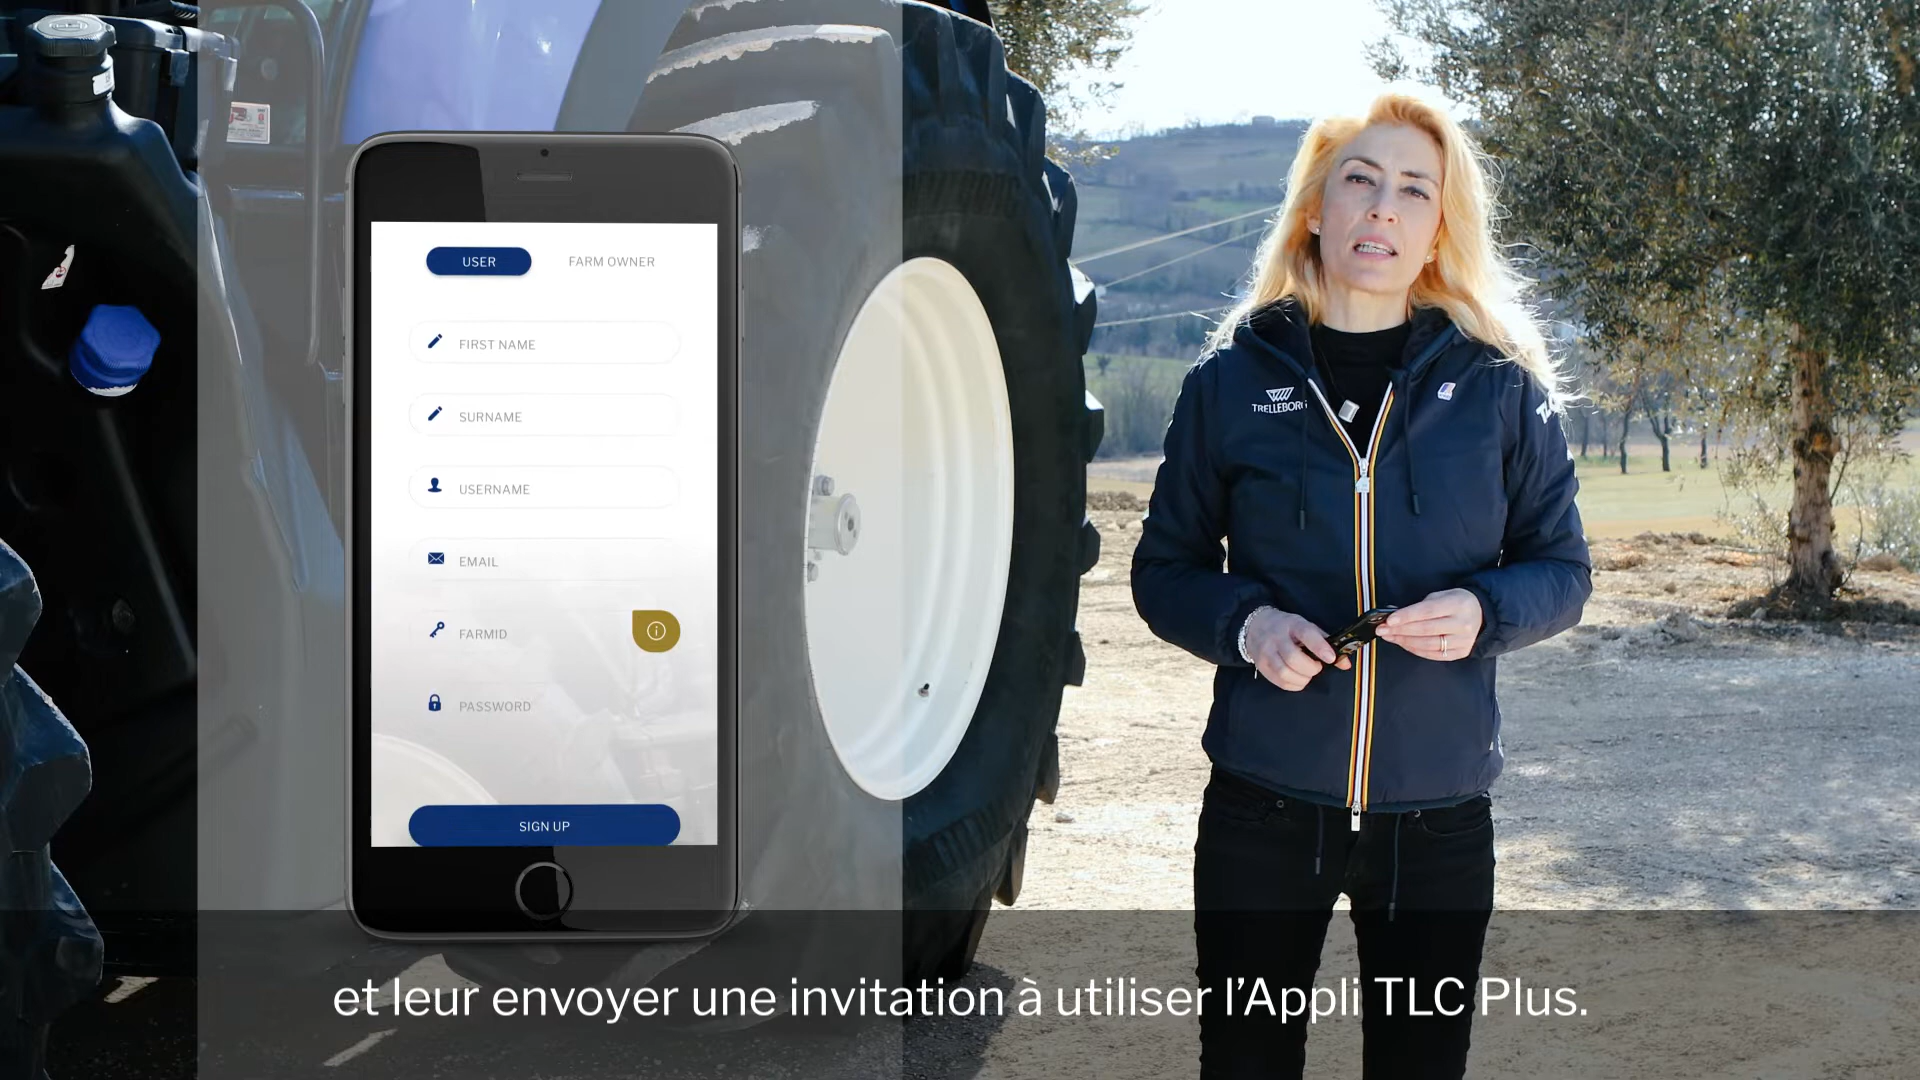 USER
FARM OWNER
FIRST NAME
SURNAME
USERNAME
EMAIL
FARMID
PASSWORD
SIGN UP
TRELLEBORG
et leur envoyer une invitation à utiliser l’Appli TLC Plus.